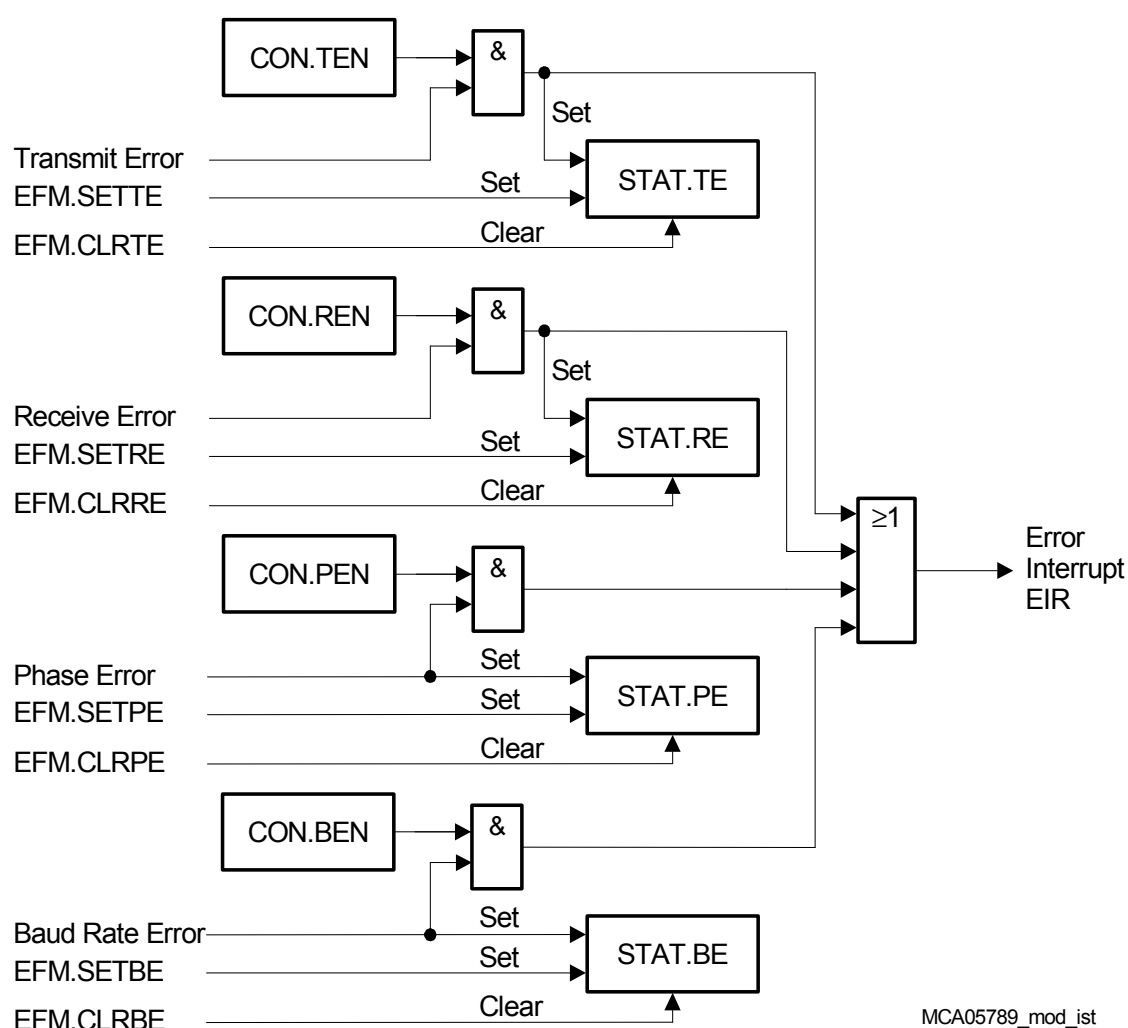 CON.TEN
&
Set
Transmit Error
Set
STAT.TE
EFM.SETTE
EFM.CLRTE
Clear
CON.REN
&
Set
Receive Error
Set
STAT.RE
EFM.SETRE
EFM.CLRRE
Clear
≥1
Error
Interrupt
EIR
CON.PEN
&
Phase Error
Set
EFM.SETPE
Set
STAT.PE
EFM.CLRPE
Clear
CON.BEN
&
Baud Rate Error
Set
EFM.SETBE
Set
STAT.BE
EFM.CLRBE
Clear
MCA05789_mod_ist